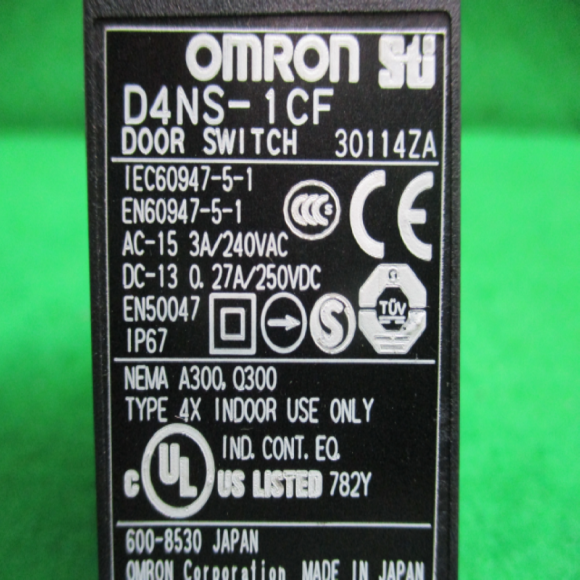 OMRON Sti
D4NS-1CF
DOOR SWITCH 30114ZA
IEC60947-5-1
EN60947-5-1
CCC S CE
AC-15 3A/240VAC
DC-13 0.27A/250VDC
EN50047
IP67
S TÜV
NEMA A300, Q300
TYPE 4X INDOOR USE ONLY
IND. CONT. EQ.
C UL US LISTED 782Y
600-8530 JAPAN
OMRON Corporation MADE IN JAPAN